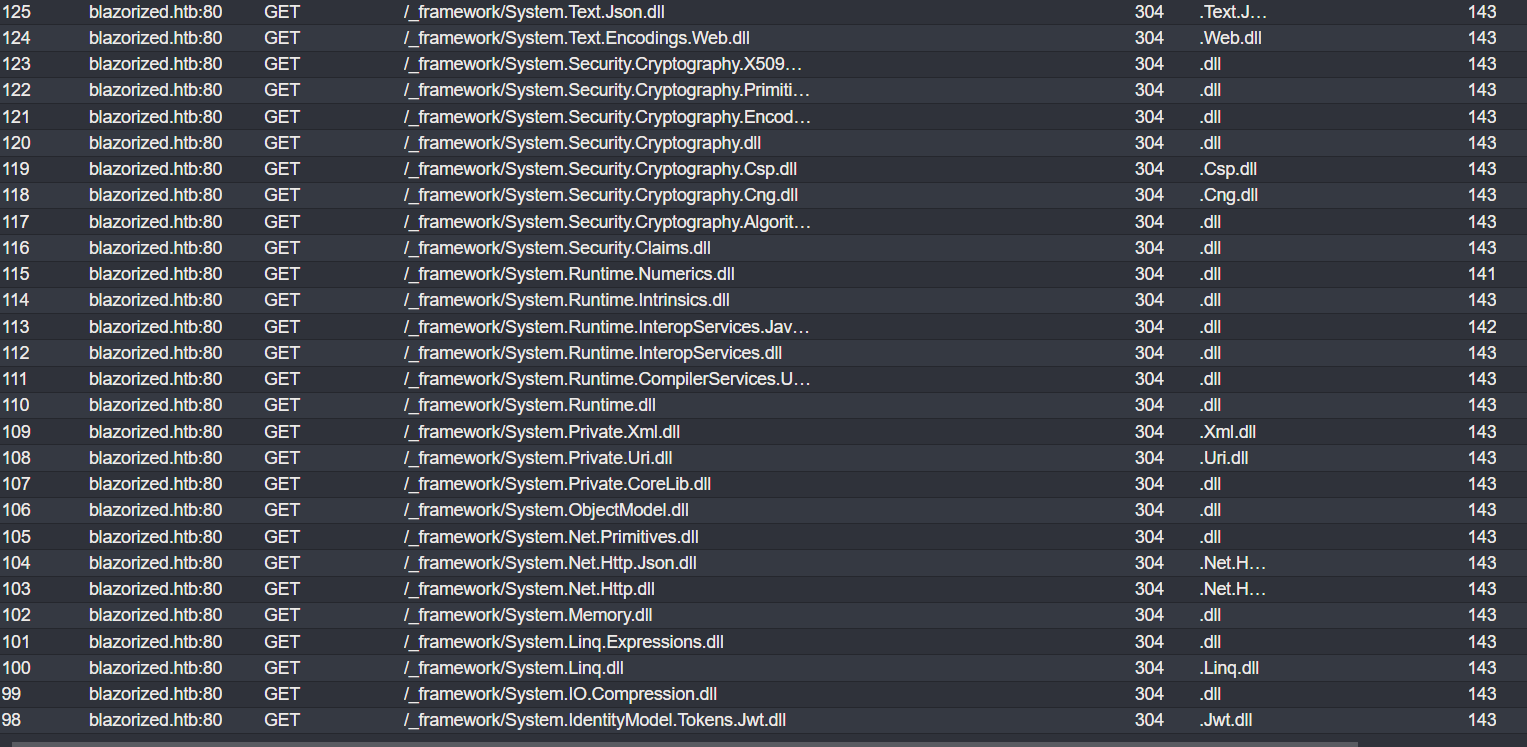 125 blazorized.htb:80 GET /_framework/System.Text.Json.dll 304 .Text.J… 143
124 blazorized.htb:80 GET /_framework/System.Text.Encodings.Web.dll 304 .Web.dll 143
123 blazorized.htb:80 GET /_framework/System.Security.Cryptography.X509… 304 .dll 143
122 blazorized.htb:80 GET /_framework/System.Security.Cryptography.Primiti… 304 .dll 143
121 blazorized.htb:80 GET /_framework/System.Security.Cryptography.Encod… 304 .dll 143
120 blazorized.htb:80 GET /_framework/System.Security.Cryptography.dll 304 .dll 143
119 blazorized.htb:80 GET /_framework/System.Security.Cryptography.Csp.dll 304 .Csp.dll 143
118 blazorized.htb:80 GET /_framework/System.Security.Cryptography.Cng.dll 304 .Cng.dll 143
117 blazorized.htb:80 GET /_framework/System.Security.Cryptography.Algorit… 304 .dll 143
116 blazorized.htb:80 GET /_framework/System.Security.Claims.dll 304 .dll 143
115 blazorized.htb:80 GET /_framework/System.Runtime.Numerics.dll 304 .dll 141
114 blazorized.htb:80 GET /_framework/System.Runtime.Intrinsics.dll 304 .dll 143
113 blazorized.htb:80 GET /_framework/System.Runtime.InteropServices.Jav… 304 .dll 142
112 blazorized.htb:80 GET /_framework/System.Runtime.InteropServices.dll 304 .dll 143
111 blazorized.htb:80 GET /_framework/System.Runtime.CompilerServices.U… 304 .dll 143
110 blazorized.htb:80 GET /_framework/System.Runtime.dll 304 .dll 143
109 blazorized.htb:80 GET /_framework/System.Private.Xml.dll 304 .Xml.dll 143
108 blazorized.htb:80 GET /_framework/System.Private.Uri.dll 304 .Uri.dll 143
107 blazorized.htb:80 GET /_framework/System.Private.CoreLib.dll 304 .dll 143
106 blazorized.htb:80 GET /_framework/System.ObjectModel.dll 304 .dll 143
105 blazorized.htb:80 GET /_framework/System.Net.Primitives.dll 304 .dll 143
104 blazorized.htb:80 GET /_framework/System.Net.Http.Json.dll 304 .Net.H… 143
103 blazorized.htb:80 GET /_framework/System.Net.Http.dll 304 .Net.H… 143
102 blazorized.htb:80 GET /_framework/System.Memory.dll 304 .dll 143
101 blazorized.htb:80 GET /_framework/System.Linq.Expressions.dll 304 .dll 143
100 blazorized.htb:80 GET /_framework/System.Linq.dll 304 .Linq.dll 143
99 blazorized.htb:80 GET /_framework/System.IO.Compression.dll 304 .dll 143
98 blazorized.htb:80 GET /_framework/System.IdentityModel.Tokens.Jwt.dll 304 .Jwt.dll 143